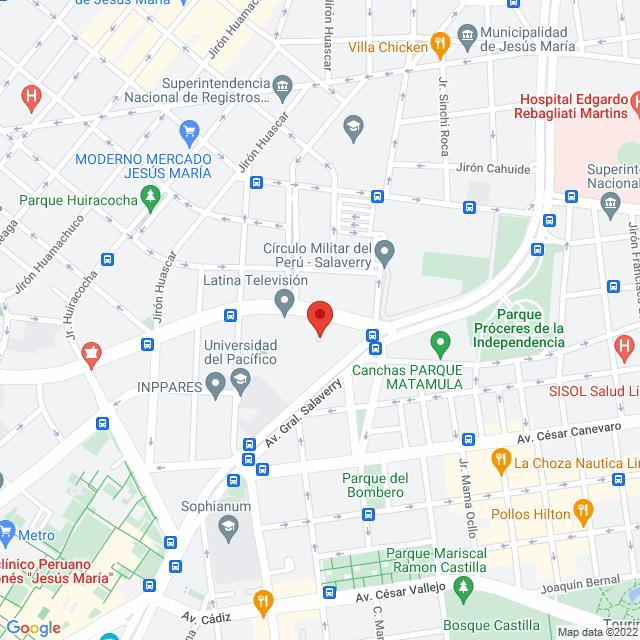 de Jesús María
Jirón Huamachuco
Jirón Huascar
Villa Chicken
Municipalidad
de Jesús María
Superintendencia
Nacional de Registros...
Jr. Sinchi Roca
Hospital Edgardo
Rebagliati Martins
Jirón Huascar
MODERNO MERCADO
JESÚS MARÍA
Jirón Cahuide
Superinten
Nacional
Parque Huiracocha
Jirón Huamachuco
Círculo Militar del
Perú - Salaverry
Jirón Huascar
Jr. Huiracocha
Latina Televisión
Parque
Próceres de la
Independencia
Universidad
del Pacífico
Canchas PARQUE
MATAMULA
INPPARES
SISOL Salud Li
Av. Gral. Salaverry
Av. César Canevaro
La Choza Nautica Lin
Jr. Mama Ocllo
Parque del
Bombero
Sophianum
Pollos Hilton
Metro
clínico Peruano
onés "Jesús María"
Parque Mariscal
Ramon Castilla
Av. César Vallejo
Joaquín Bernal
Av. Cádiz
Bosque Castilla
Google
Map data ©2022